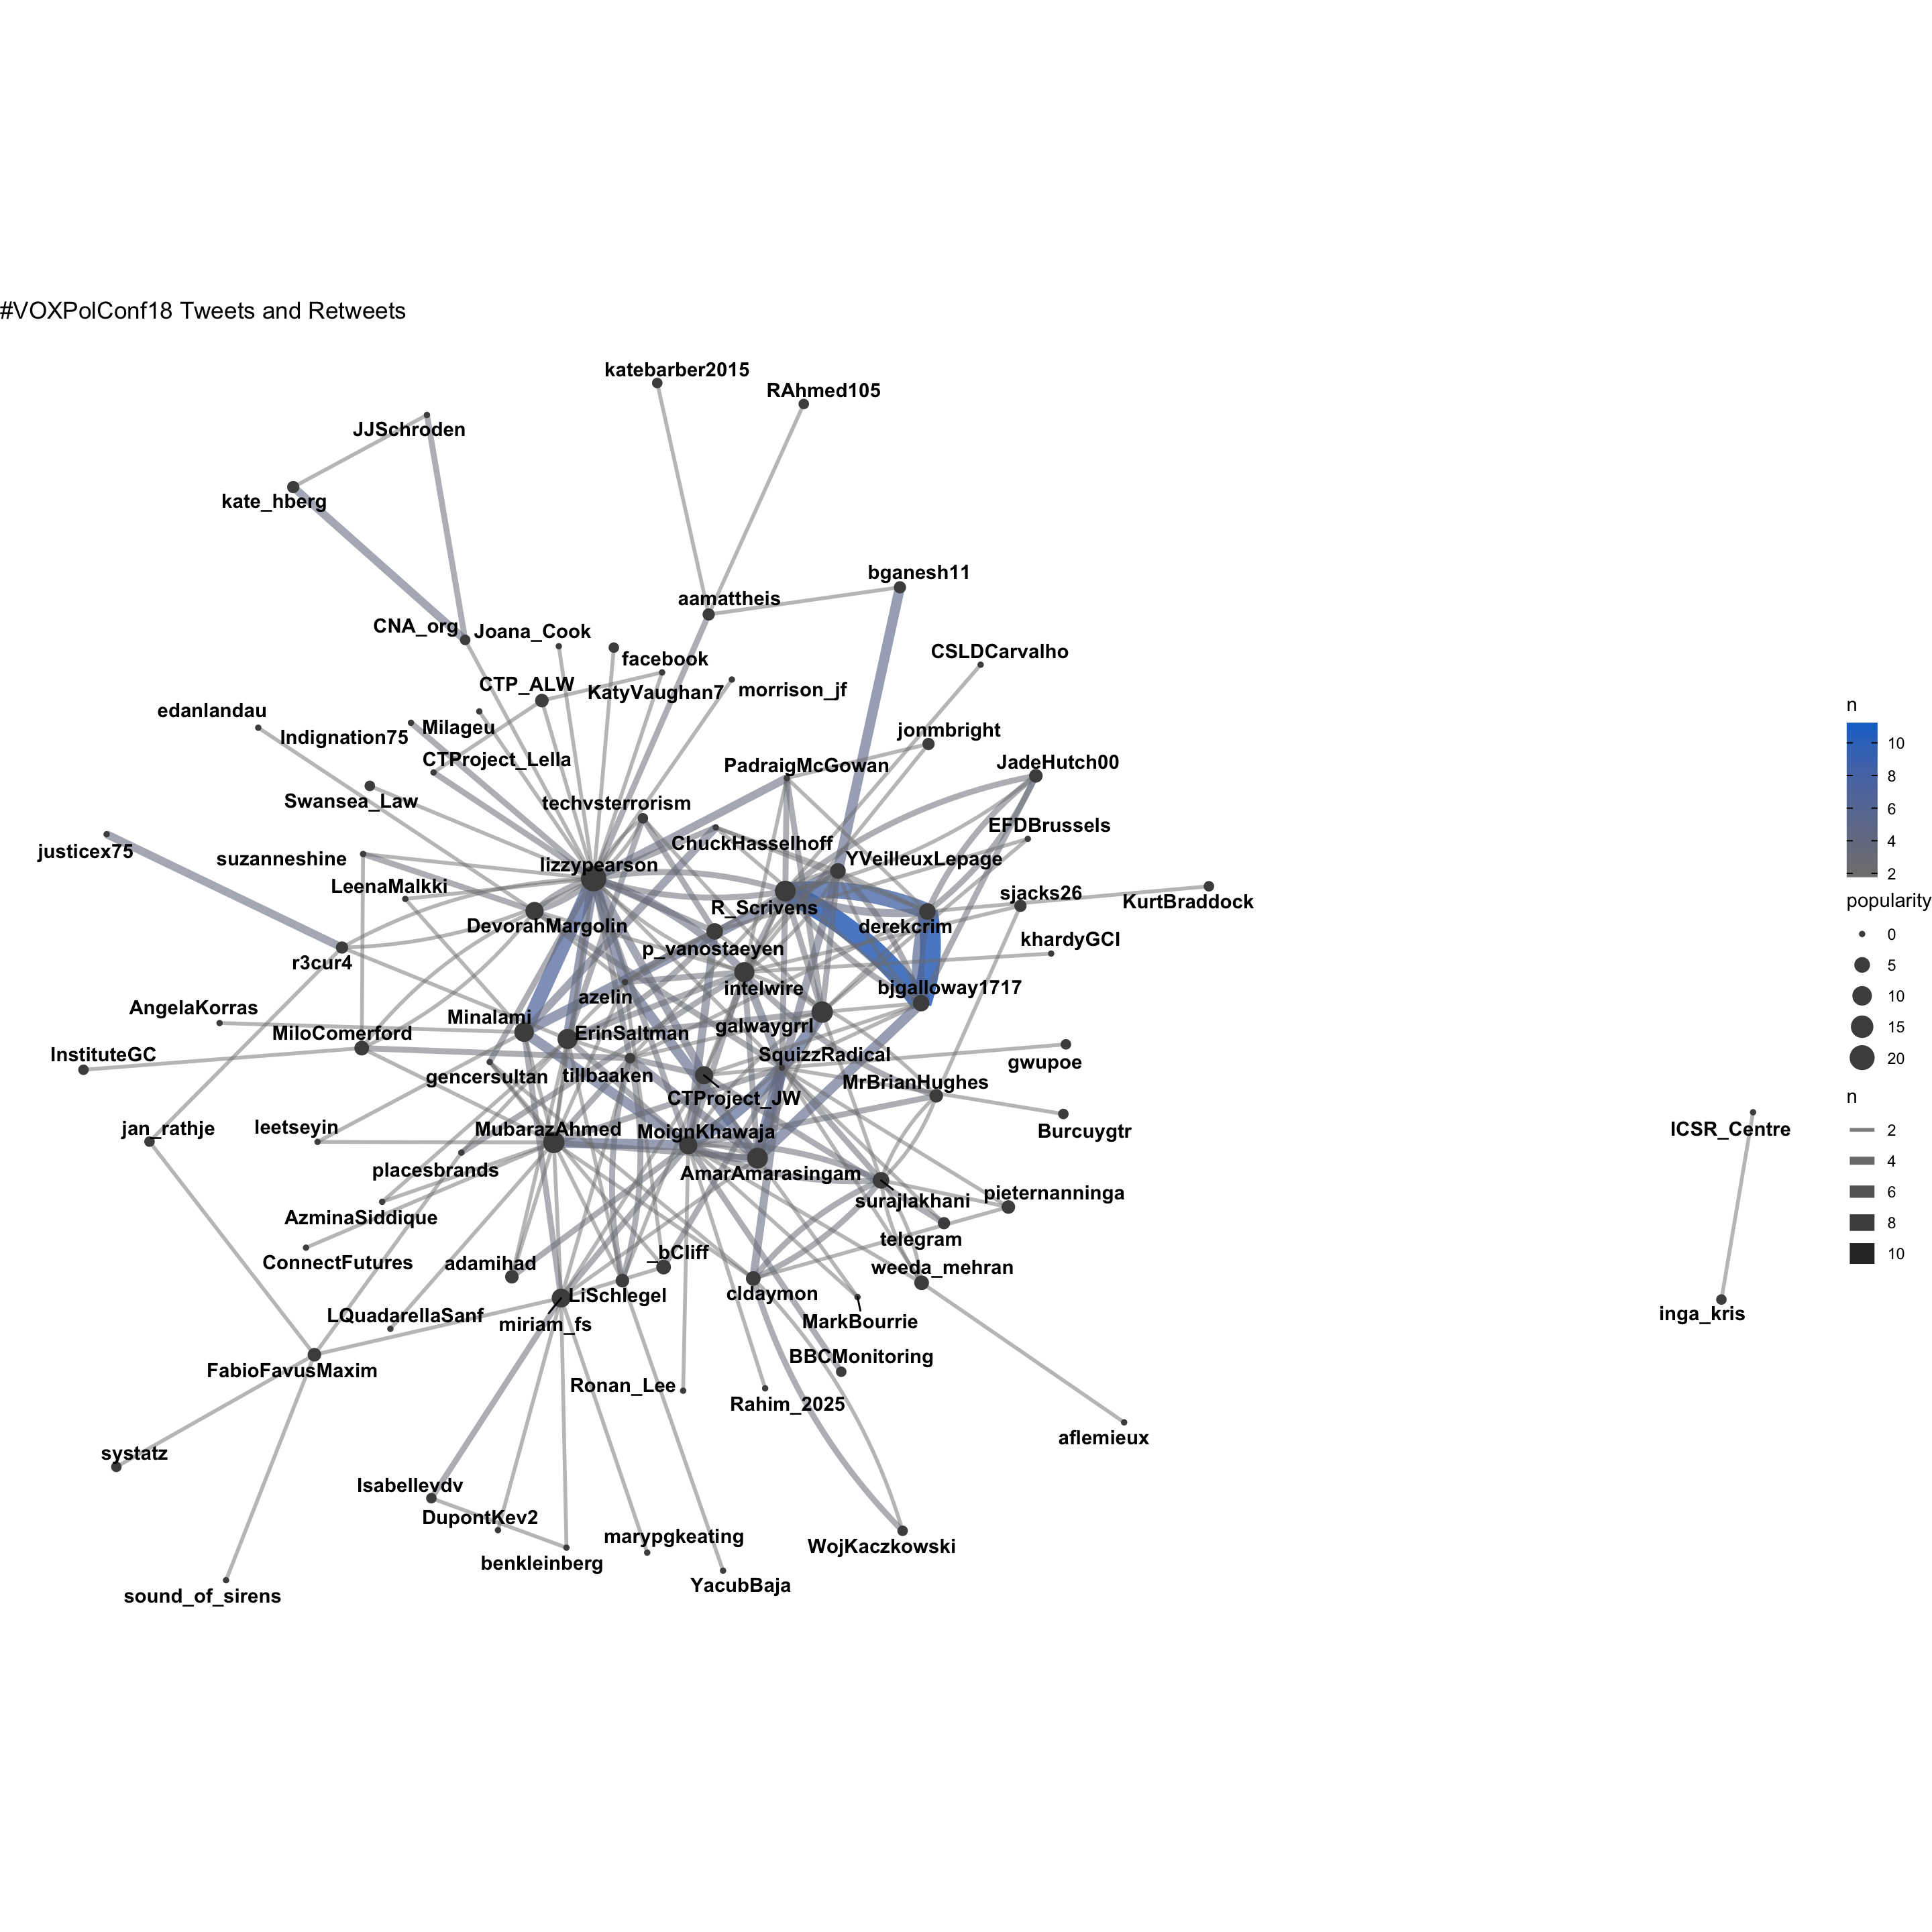 #VOXPolConf18 Tweets and Retweets
katebarber2015
RAhmed105
JJSchroden
kate_hberg
bganesh11
aamattheis
CNA_org
Joana_Cook
CSLDCarvalho
facebook
CTP_ALW
KatyVaughan7
morrison_jf
edanlandau
Milageu
Indignation75
jonmbright
CTProject_Lella
PadraigMcGowan
JadeHutch00
Swansea_Law
techvsterrorism
EFDBrussels
ChuckHasselhoff
justicex75
suzanneshine
lizzypearson
YVeilleuxLepage
LeenaMalkki
sjacks26
KurtBraddock
R_Scrivens
DevorahMargolin
derekcrim
khardyGCI
p_vanostaeyen
r3cur4
intelwire
bjgalloway1717
azelin
AngelaKorras
Minalami
galwaygrrl
MiloComerford
ErinSaltman
InstituteGC
SquizzRadical
gwupoe
gencersultan
tillbaaken
MrBrianHughes
CTProject_JW
jan_rathje
leetseyin
MubarazAhmed
MoignKhawaja
Burcuygtr
ICSR_Centre
placesbrands
AmarAmarasingam
surajlakhani
pieternanninga
AzminaSiddique
telegram
_bCliff
ConnectFutures
adamihad
weeda_mehran
cldaymon
LiSchlegel
LQuadarellaSanf
miriam_fs
MarkBourrie
inga_kris
BBCMonitoring
FabioFavusMaxim
Ronan_Lee
Rahim_2025
aflemieux
systatz
Isabellevdv
DupontKev2
marypgkeating
WojKaczkowski
benkleinberg
YacubBaja
sound_of_sirens
n
10
8
6
4
2
popularity
0
5
10
15
20
n
2
4
6
8
10